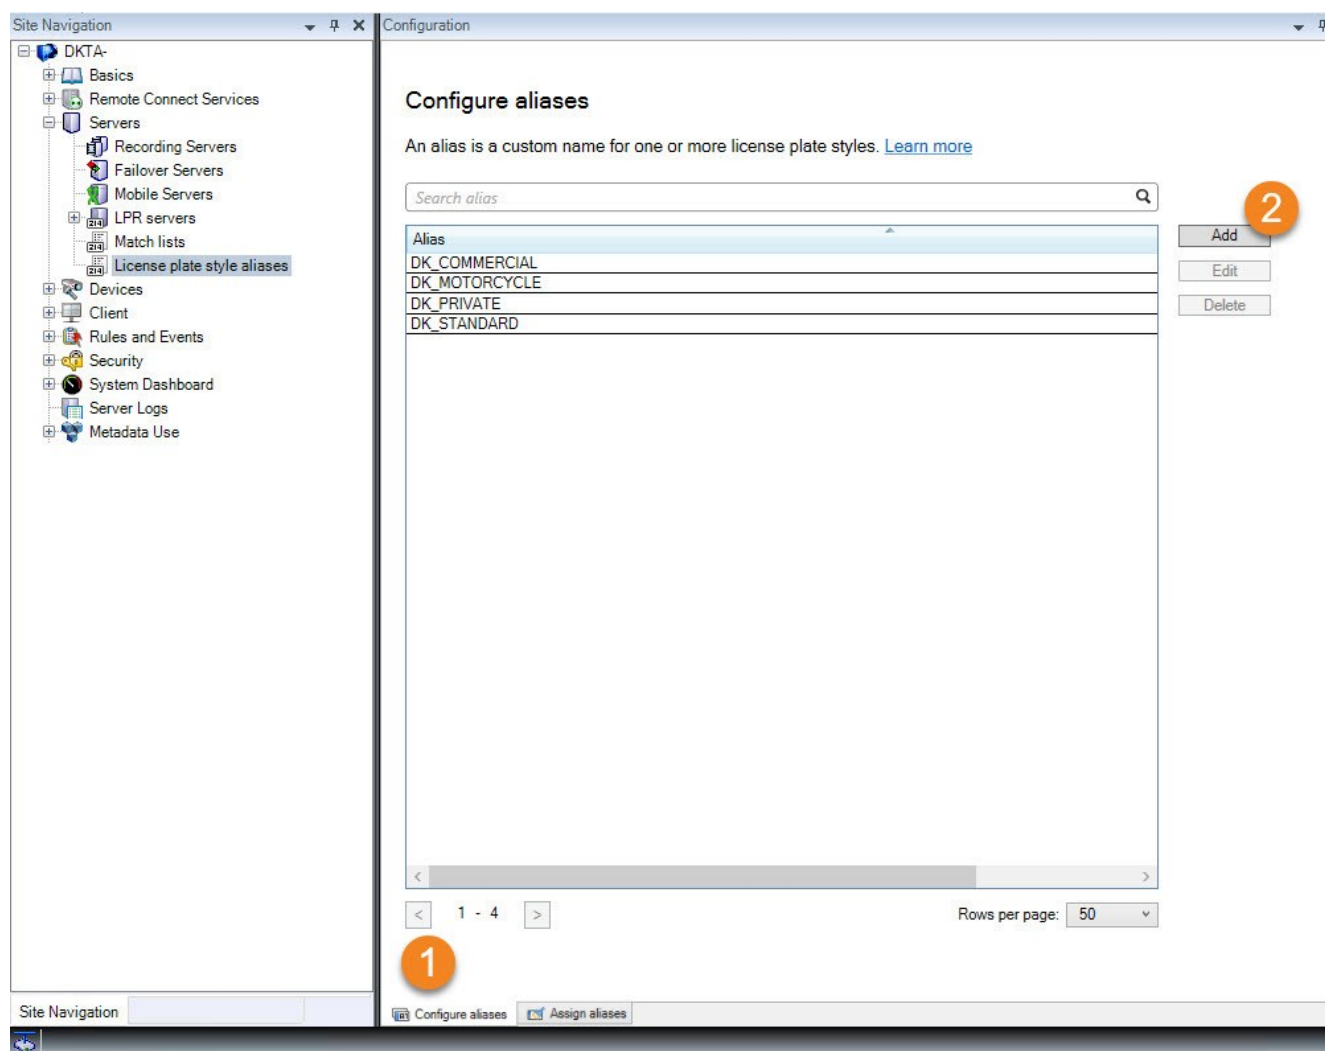 Site Navigation
DKTA-
Basics
Remote Connect Services
Servers
Recording Servers
Failover Servers
Mobile Servers
LPR servers
Match lists
License plate style aliases
Devices
Client
Rules and Events
Security
System Dashboard
Server Logs
Metadata Use
Site Navigation
Configuration
Configure aliases
An alias is a custom name for one or more license plate styles. Learn more
Search alias
2
Alias
DK_COMMERCIAL
DK_MOTORCYCLE
DK_PRIVATE
DK_STANDARD
Add
Edit
Delete
< 1 - 4 >
Rows per page: 50
1
Configure aliases
Assign aliases